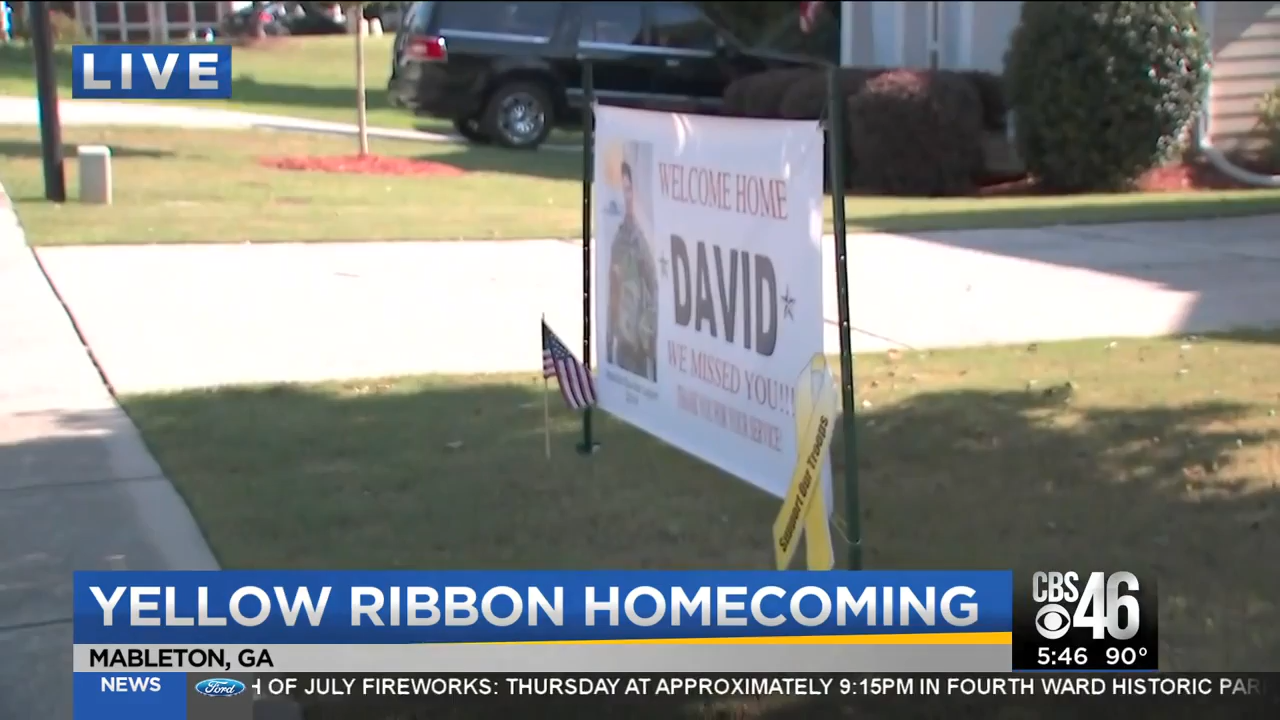 LIVE
WELCOME HOME
DAVID
WE MISSED YOU!!!
THANK YOU FOR YOUR SERVICE
Support Our Troops
YELLOW RIBBON HOMECOMING
MABLETON, GA
CBS 46
5:46 90°
NEWS
Ford
H OF JULY FIREWORKS: THURSDAY AT APPROXIMATELY 9:15PM IN FOURTH WARD HISTORIC PAR